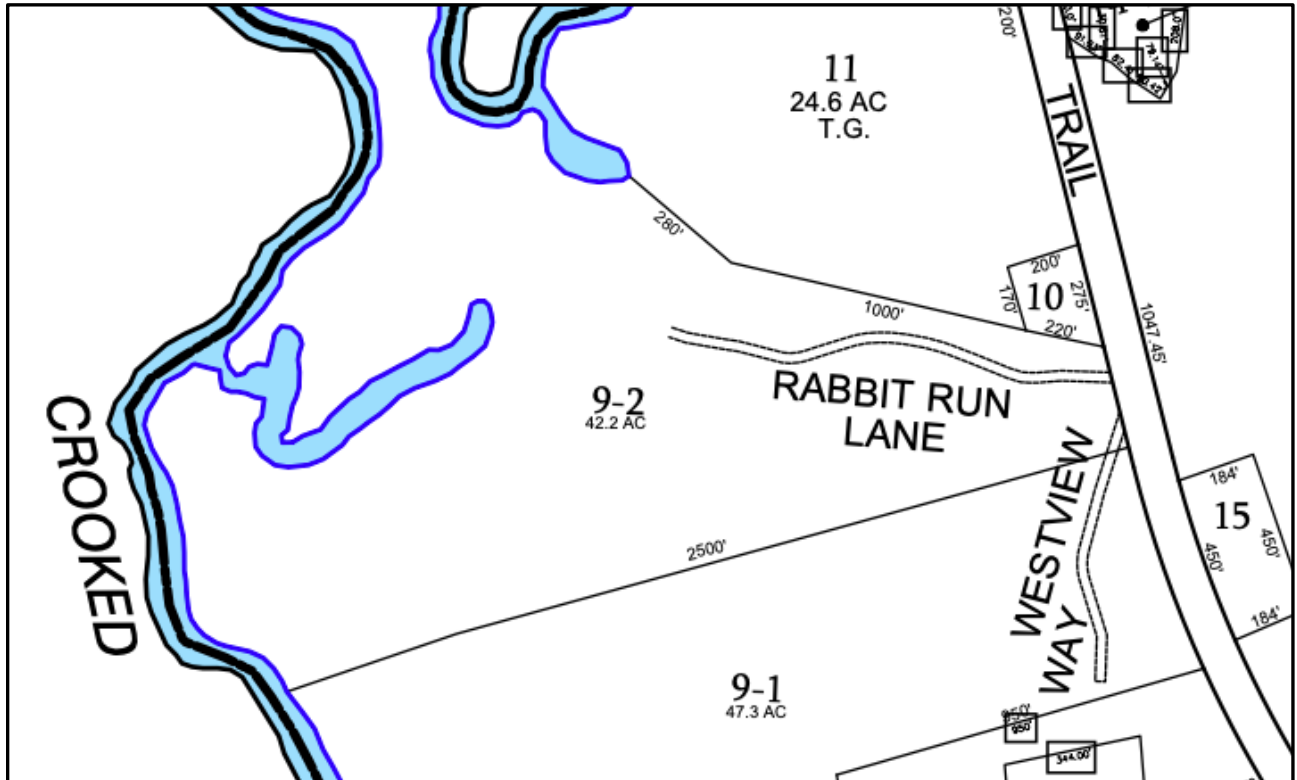 200'
11
24.6 AC
T.G.
TRAIL
280'
200'
170'
10
275'
220'
1000'
1047.45'
RABBIT RUN
LANE
9-2
42.2 AC
CROOKED
WESTVIEW
WAY
184'
15
450'
450'
184'
2500'
9-1
47.3 AC
950'
950'
344.00'